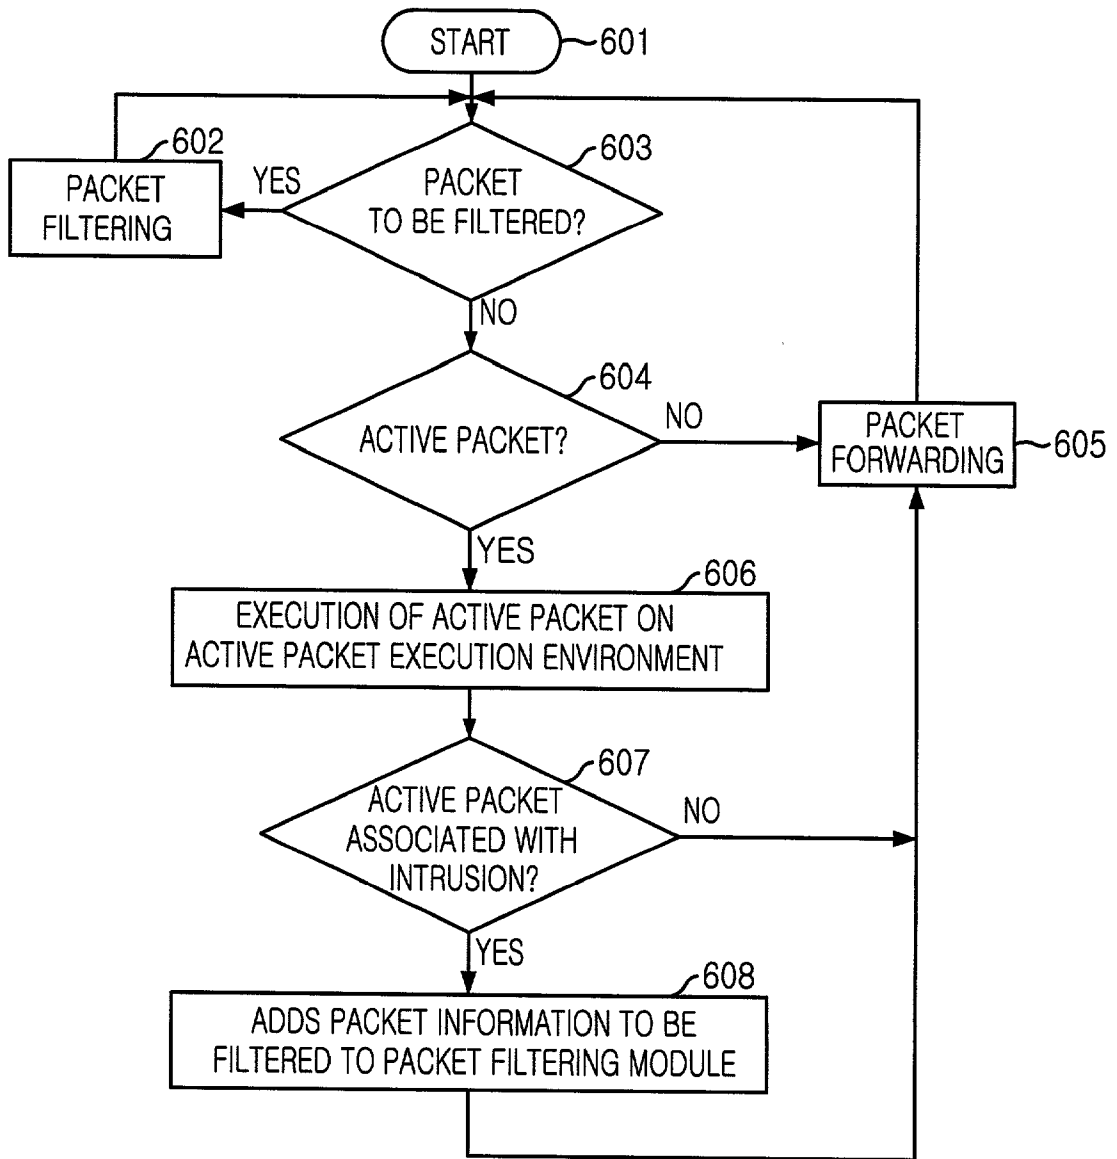 START
601
602
603
PACKET
FILTERING
YES
PACKET
TO BE FILTERED?
NO
604
ACTIVE PACKET?
NO
PACKET
FORWARDING
605
YES
606
EXECUTION OF ACTIVE PACKET ON
ACTIVE PACKET EXECUTION ENVIRONMENT
607
ACTIVE PACKET
ASSOCIATED WITH
INTRUSION?
NO
YES
608
ADDS PACKET INFORMATION TO BE
FILTERED TO PACKET FILTERING MODULE